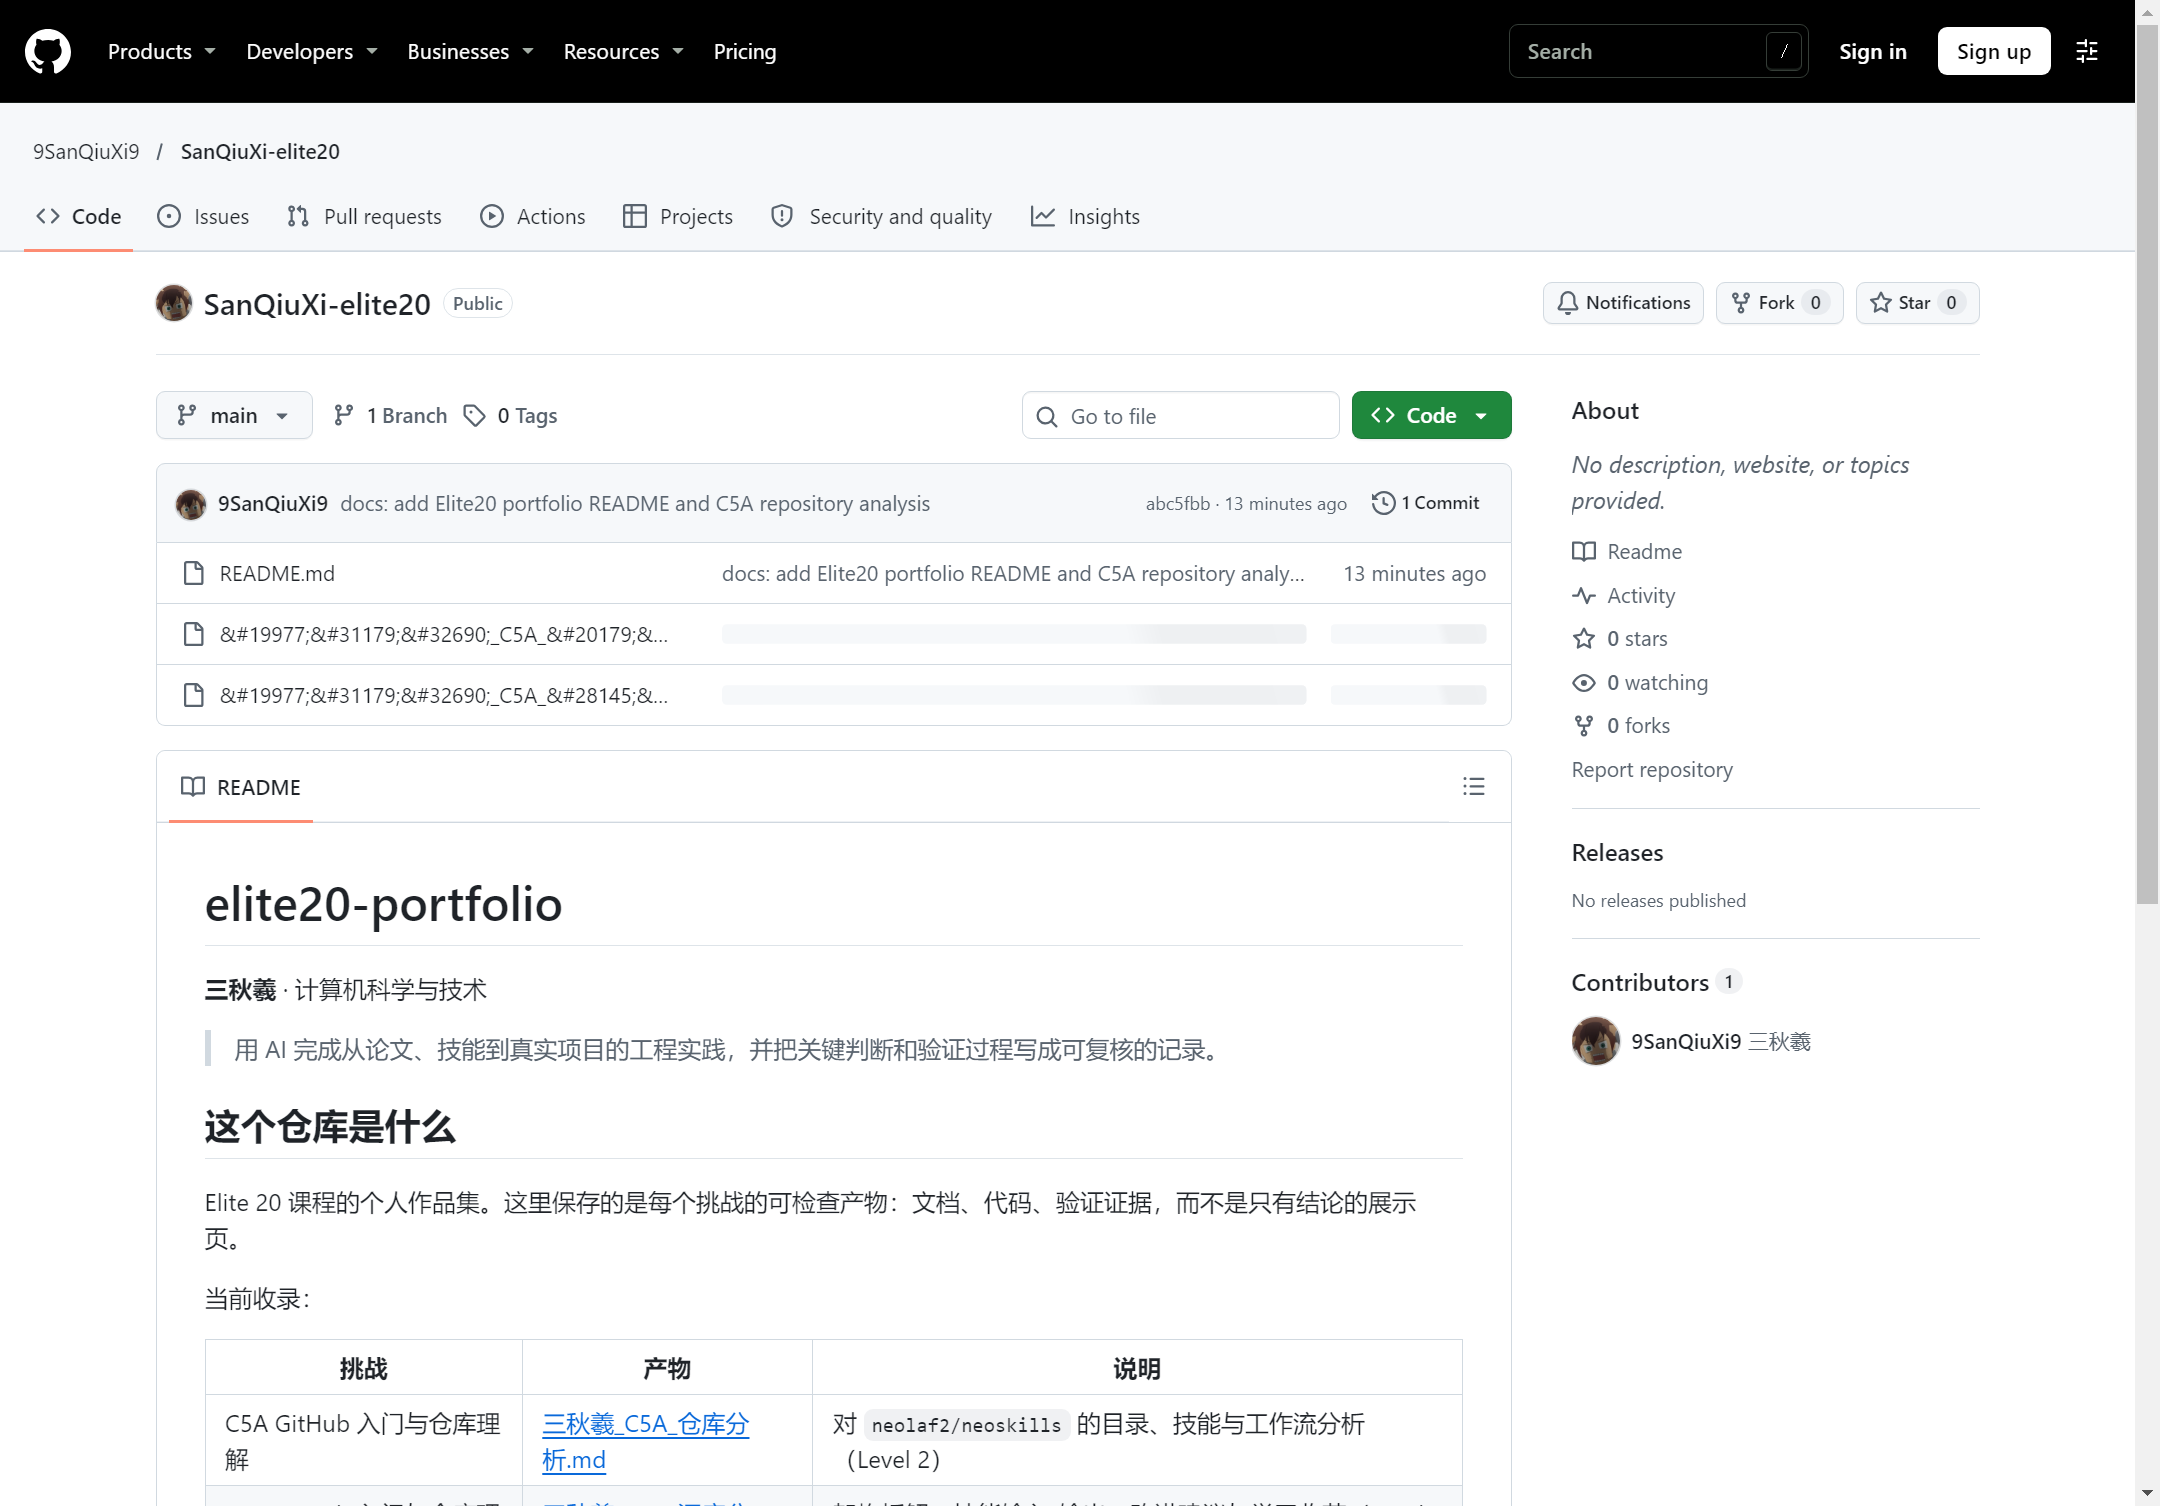 Products Developers Businesses Resources Pricing Search / Sign in Sign up
9SanQiuXi9 / SanQiuXi-elite20
Code Issues Pull requests Actions Projects Security and quality Insights
SanQiuXi-elite20 Public Notifications Fork 0 Star 0
main 1 Branch 0 Tags Go to file Code
9SanQiuXi9 docs: add Elite20 portfolio README and C5A repository analysis abc5fbb · 13 minutes ago 1 Commit
README.md docs: add Elite20 portfolio README and C5A repository analy... 13 minutes ago
&#19977;&#31179;&#32690;_C5A_&#20179;&...
&#19977;&#31179;&#32690;_C5A_&#28145;&...
README
elite20-portfolio
三秋羲 · 计算机科学与技术
用 AI 完成从论文、技能到真实项目的工程实践，并把关键判断和验证过程写成可复核的记录。
这个仓库是什么
Elite 20 课程的个人作品集。这里保存的是每个挑战的可检查产物：文档、代码、验证证据，而不是只有结论的展示
页。
当前收录：
挑战 产物 说明
C5A GitHub 入门与仓库理
解
三秋羲_C5A_仓库分
析.md
对 neolaf2/neoskills 的目录、技能与工作流分析
（Level 2）
About
No description, website, or topics
provided.
Readme
Activity
0 stars
0 watching
0 forks
Report repository
Releases
No releases published
Contributors 1
9SanQiuXi9 三秋羲